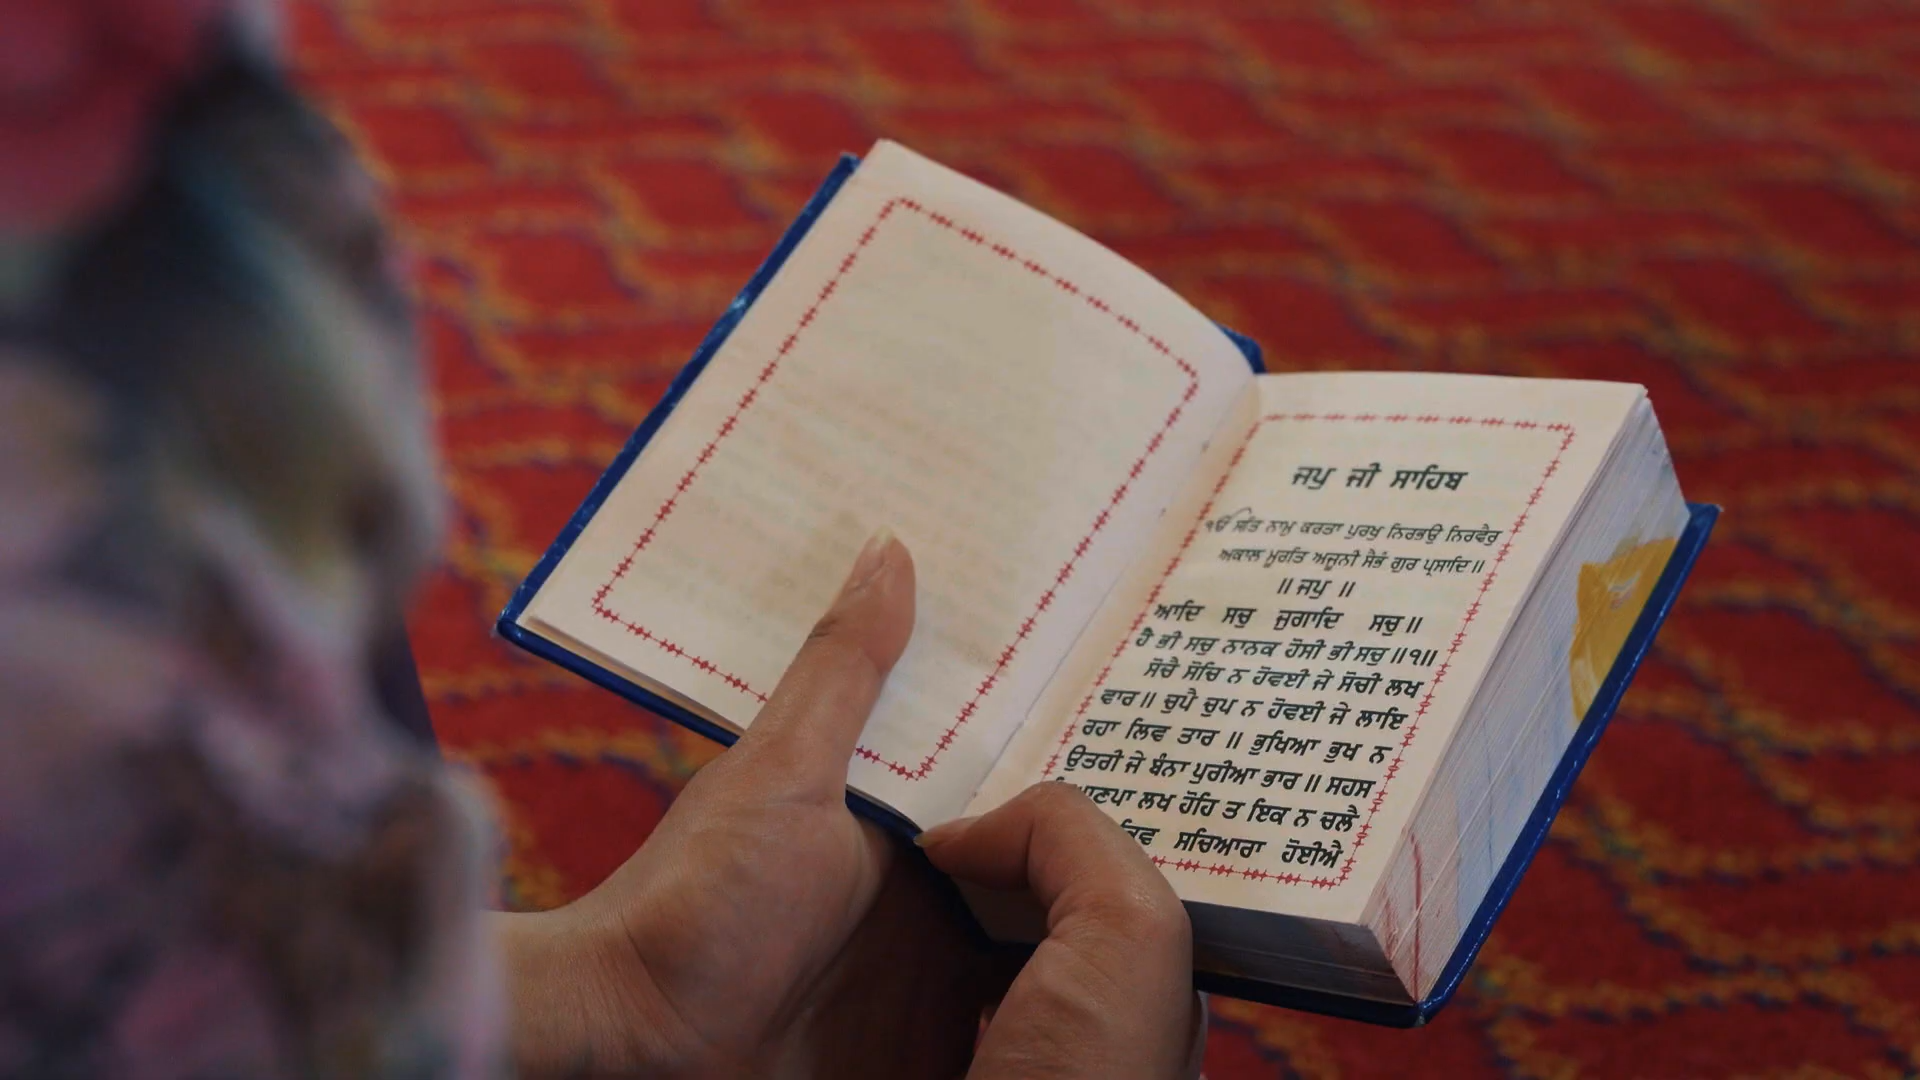 ਜਪੁ ਜੀ ਸਾਹਿਬ
ੴ ਸਤਿ ਨਾਮੁ ਕਰਤਾ ਪੁਰਖੁ ਨਿਰਭਉ ਨਿਰਵੈਰੁ
ਅਕਾਲ ਮੂਰਤਿ ਅਜੂਨੀ ਸੈਭੰ ਗੁਰ ਪ੍ਰਸਾਦਿ ॥
॥ ਜਪੁ ॥
ਆਦਿ ਸਚੁ ਜੁਗਾਦਿ ਸਚੁ ॥
ਹੈ ਭੀ ਸਚੁ ਨਾਨਕ ਹੋਸੀ ਭੀ ਸਚੁ ॥੧॥
ਸੋਚੈ ਸੋਚਿ ਨ ਹੋਵਈ ਜੇ ਸੋਚੀ ਲਖ
ਵਾਰ ॥ ਚੁਪੈ ਚੁਪ ਨ ਹੋਵਈ ਜੇ ਲਾਇ
ਰਹਾ ਲਿਵ ਤਾਰ ॥ ਭੁਖਿਆ ਭੁਖ ਨ
ਉਤਰੀ ਜੇ ਬੰਨਾ ਪੁਰੀਆ ਭਾਰ ॥ ਸਹਸ
ਲਖ ਹੋਹਿ ਤ ਇਕ ਨ ਚਲੈ
ਸਚਿਆਰਾ ਹੋਈਐ